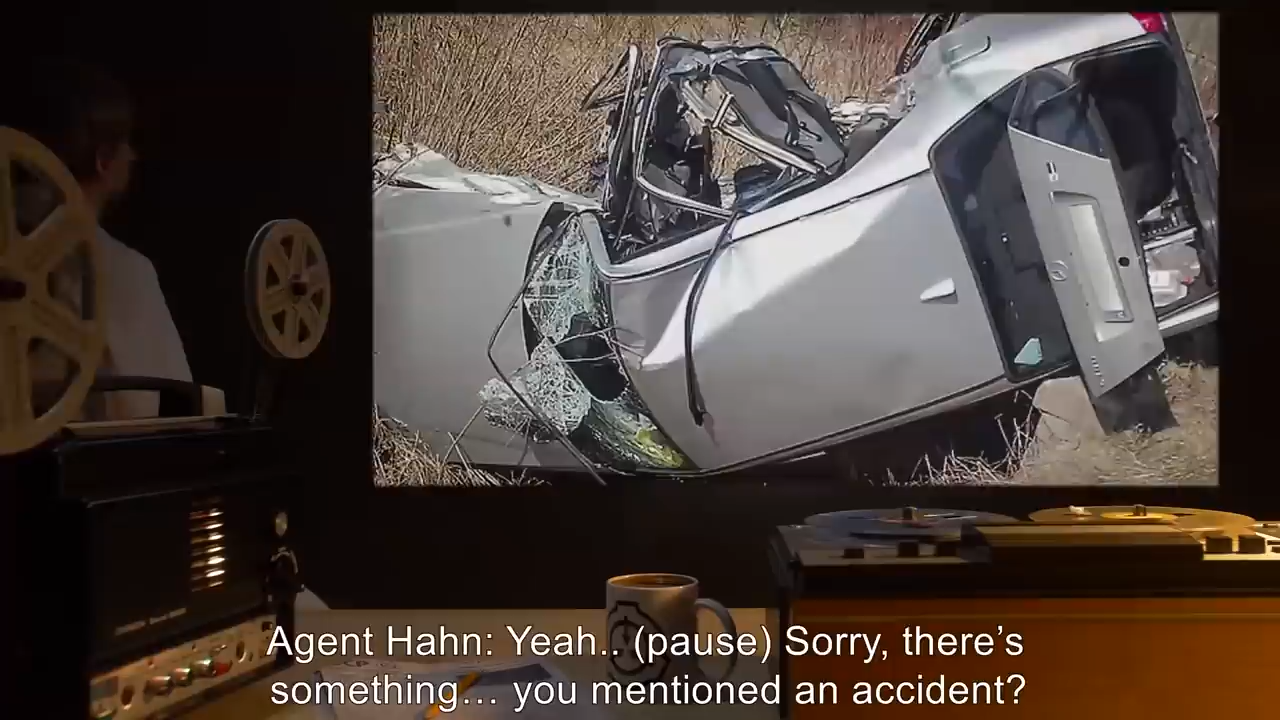 Agent Hahn: Yeah.. (pause) Sorry, there’s
something… you mentioned an accident?